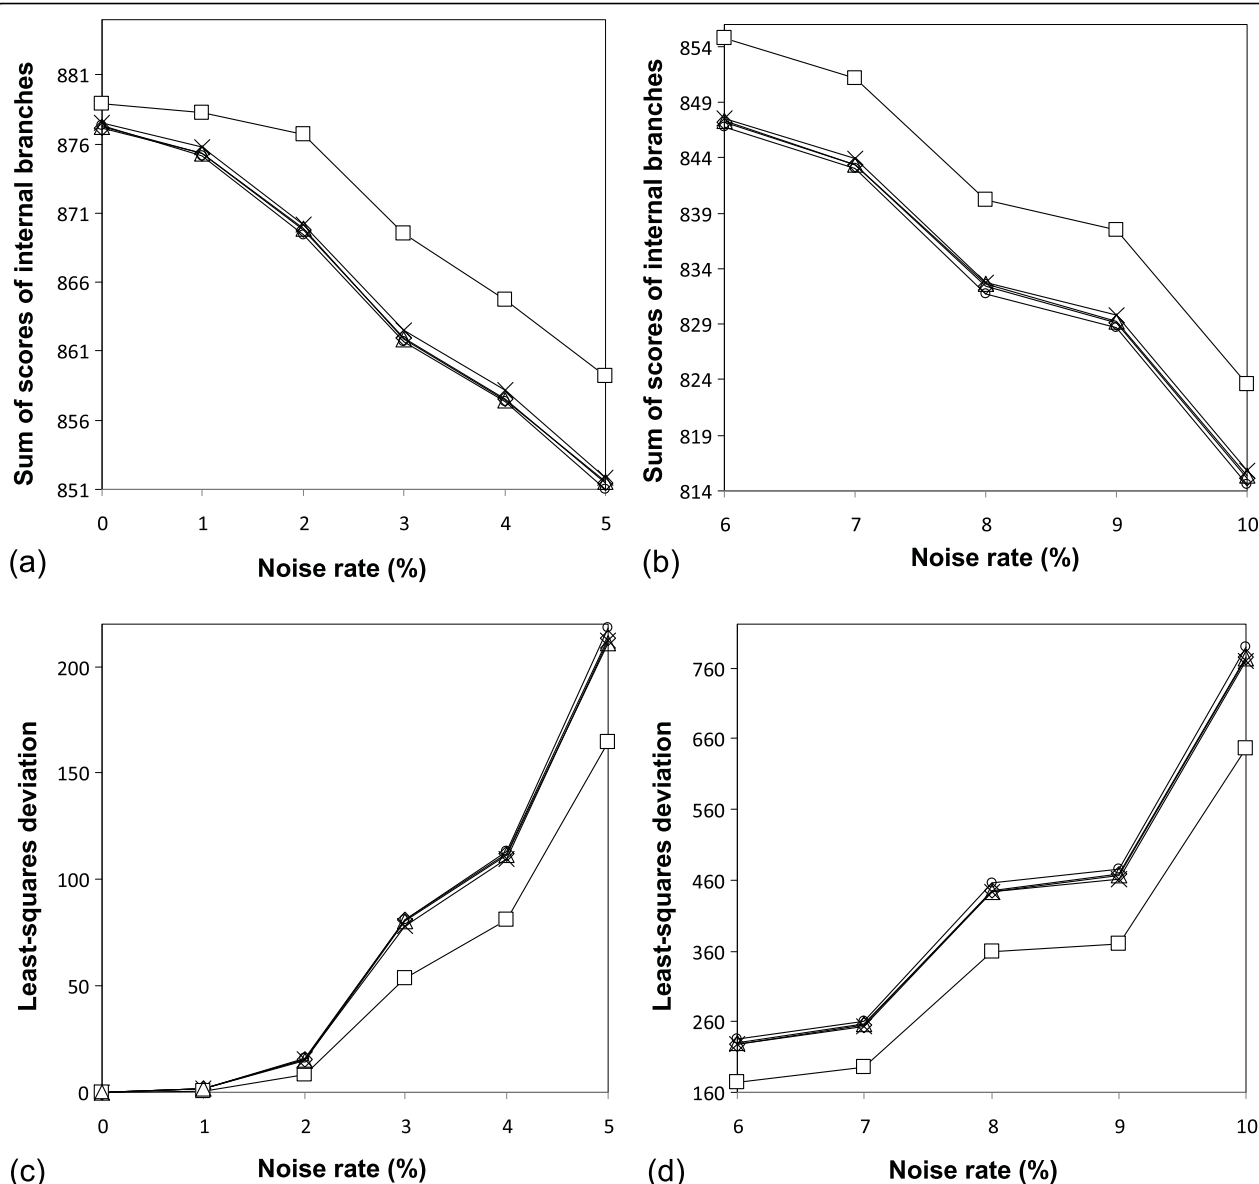 Sum of scores of internal branches
881
876
871
866
861
856
851
0 1 2 3 4 5
Noise rate (%)
(a)
Sum of scores of internal branches
854
849
844
839
834
829
824
819
814
6 7 8 9 10
Noise rate (%)
(b)
Least-squares deviation
200
150
100
50
0
0 1 2 3 4 5
Noise rate (%)
(c)
Least-squares deviation
760
660
560
460
360
260
160
6 7 8 9 10
Noise rate (%)
(d)